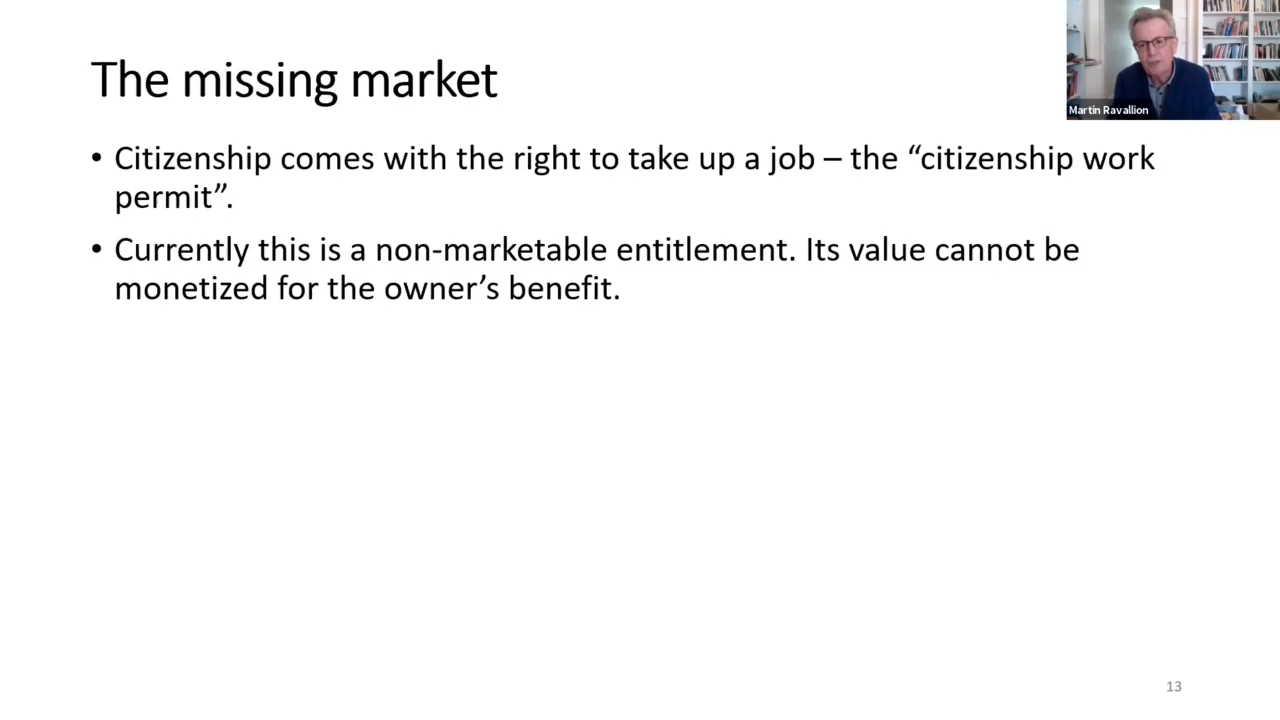 The missing market
Martin Ravallion
• Citizenship comes with the right to take up a job – the “citizenship work
permit”.
• Currently this is a non-marketable entitlement. Its value cannot be
monetized for the owner’s benefit.
13